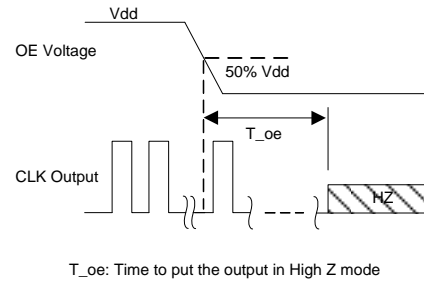 Vdd
OE Voltage
50% Vdd
T_oe
CLK Output
HZ
T_oe: Time to put the output in High Z mode